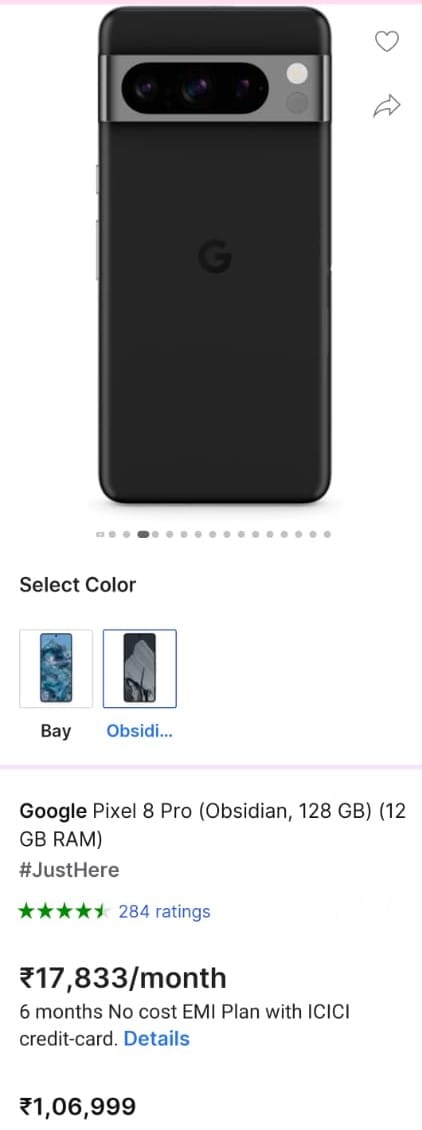 G
Select Color
Bay
Obsidi...
Google Pixel 8 Pro (Obsidian, 128 GB) (12
GB RAM)
#JustHere
284 ratings
₹17,833/month
6 months No cost EMI Plan with ICICI
credit-card. Details
₹1,06,999